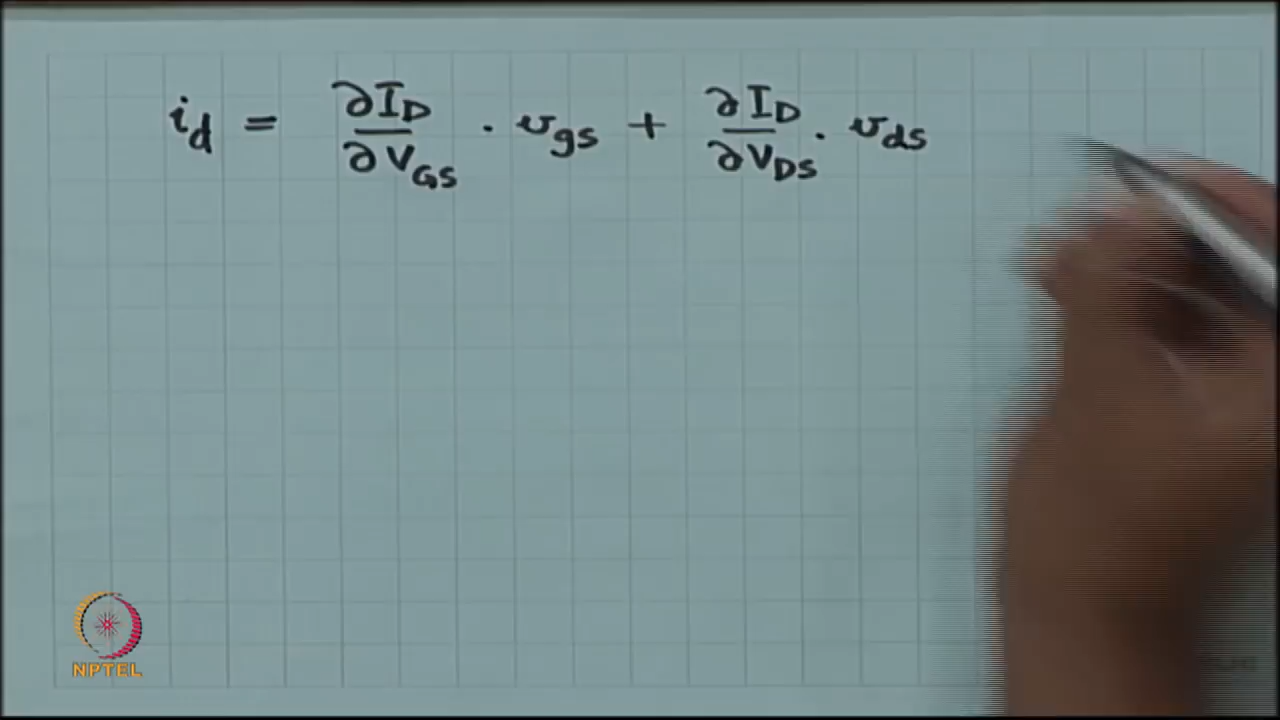 i_d = ∂I_D/∂V_GS · v_gs + ∂I_D/∂V_DS · v_ds
NPTEL